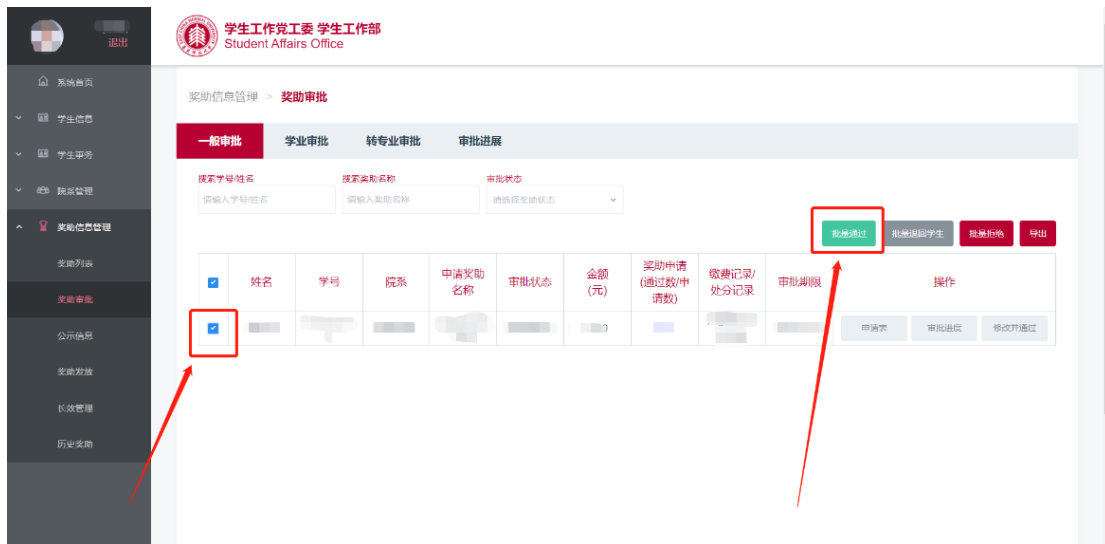 退出
学生工作党工委 学生工作部
Student Affairs Office
系统首页
学生信息
学生事务
院系管理
奖助信息管理
奖助列表
奖助审批
公示信息
奖助发放
长效管理
历史奖助
奖助信息管理 > 奖助审批
一般审批 学业审批 转专业审批 审批进展
搜索学号/姓名 搜索奖助名称 审批状态
请输入学号/姓名 请输入奖助名称 请选择奖助状态
批量通过 批量退回学生 批量拒绝 导出
姓名 学号 院系 申请奖助名称 审批状态 金额(元) 奖助申请(通过数/申请数) 缴费记录/处分记录 审批期限 操作
申请表 审批进度 修改并通过